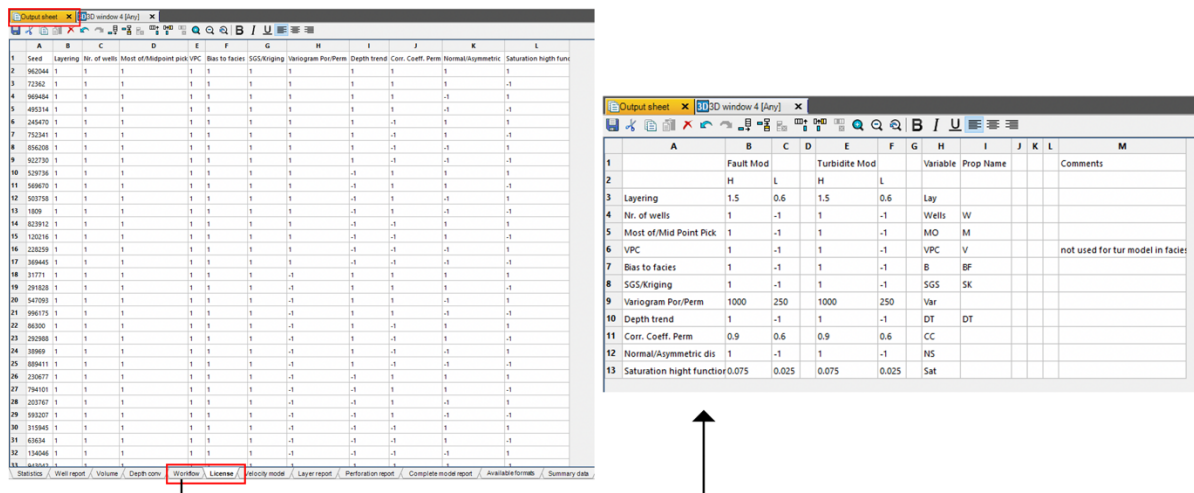 Output sheet 3D 3D window 4 [Any]
B I U
A B C D E F G H I J K L
1 Seed Layering Nr. of wells Most of/Midpoint pick VPC Bias to facies SGS/Kriging Variogram Por/Perm Depth trend Corr. Coeff. Perm Normal/Asymmetric Saturation higth func
2 962044 1 1 1 1 1 1 1 1 1 1 1
3 72362 1 1 1 1 1 1 1 1 1 1 -1
4 969484 1 1 1 1 1 1 1 1 1 -1 1
5 495314 1 1 1 1 1 1 1 1 1 -1 -1
6 245470 1 1 1 1 1 1 1 1 -1 1 1
7 752341 1 1 1 1 1 1 1 1 -1 1 -1
8 856208 1 1 1 1 1 1 1 1 -1 -1 1
9 922730 1 1 1 1 1 1 1 1 -1 -1 -1
10 529736 1 1 1 1 1 1 1 -1 1 1 1
11 569670 1 1 1 1 1 1 1 -1 1 1 -1
12 503758 1 1 1 1 1 1 1 -1 1 -1 1
13 1809 1 1 1 1 1 1 1 -1 1 -1 -1
14 823912 1 1 1 1 1 1 1 -1 -1 1 1
15 120216 1 1 1 1 1 1 1 -1 -1 1 -1
16 228259 1 1 1 1 1 1 1 -1 -1 -1 1
17 369445 1 1 1 1 1 1 1 -1 -1 -1 -1
18 31771 1 1 1 1 1 1 -1 1 1 1 1
19 291828 1 1 1 1 1 1 -1 1 1 1 -1
20 547093 1 1 1 1 1 1 -1 1 1 -1 1
21 996175 1 1 1 1 1 1 -1 1 1 -1 -1
22 86300 1 1 1 1 1 1 -1 1 -1 1 1
23 292988 1 1 1 1 1 1 -1 1 -1 1 -1
24 38969 1 1 1 1 1 1 -1 1 -1 -1 1
25 889411 1 1 1 1 1 1 -1 1 -1 -1 -1
26 230677 1 1 1 1 1 1 -1 -1 1 1 1
27 794101 1 1 1 1 1 1 -1 -1 1 1 -1
28 203767 1 1 1 1 1 1 -1 -1 1 -1 1
29 593207 1 1 1 1 1 1 -1 -1 1 -1 -1
30 315945 1 1 1 1 1 1 -1 -1 -1 1 1
31 63634 1 1 1 1 1 1 -1 -1 -1 1 -1
32 134046 1 1 1 1 1 1 -1 -1 -1 -1 1
Statistics Well report Volume Depth conv Workflow License Velocity model Layer report Perforation report Complete model report Available formats Summary data
Output sheet 3D 3D window 4 [Any]
B I U
A B C D E F G H I J K L M
1 Fault Mod Turbidite Mod Variable Prop Name Comments
2 H L H L
3 Layering 1.5 0.6 1.5 0.6 Lay
4 Nr. of wells 1 -1 1 -1 Wells W
5 Most of/Mid Point Pick 1 -1 1 -1 MO M
6 VPC 1 -1 1 -1 VPC V not used for tur model in facies
7 Bias to facies 1 -1 1 -1 B BF
8 SGS/Kriging 1 -1 1 -1 SGS SK
9 Variogram Por/Perm 1000 250 1000 250 Var
10 Depth trend 1 -1 1 -1 DT DT
11 Corr. Coeff. Perm 0.9 0.6 0.9 0.6 CC
12 Normal/Asymmetric dis 1 -1 1 -1 NS
13 Saturation hight function 0.075 0.025 0.075 0.025 Sat